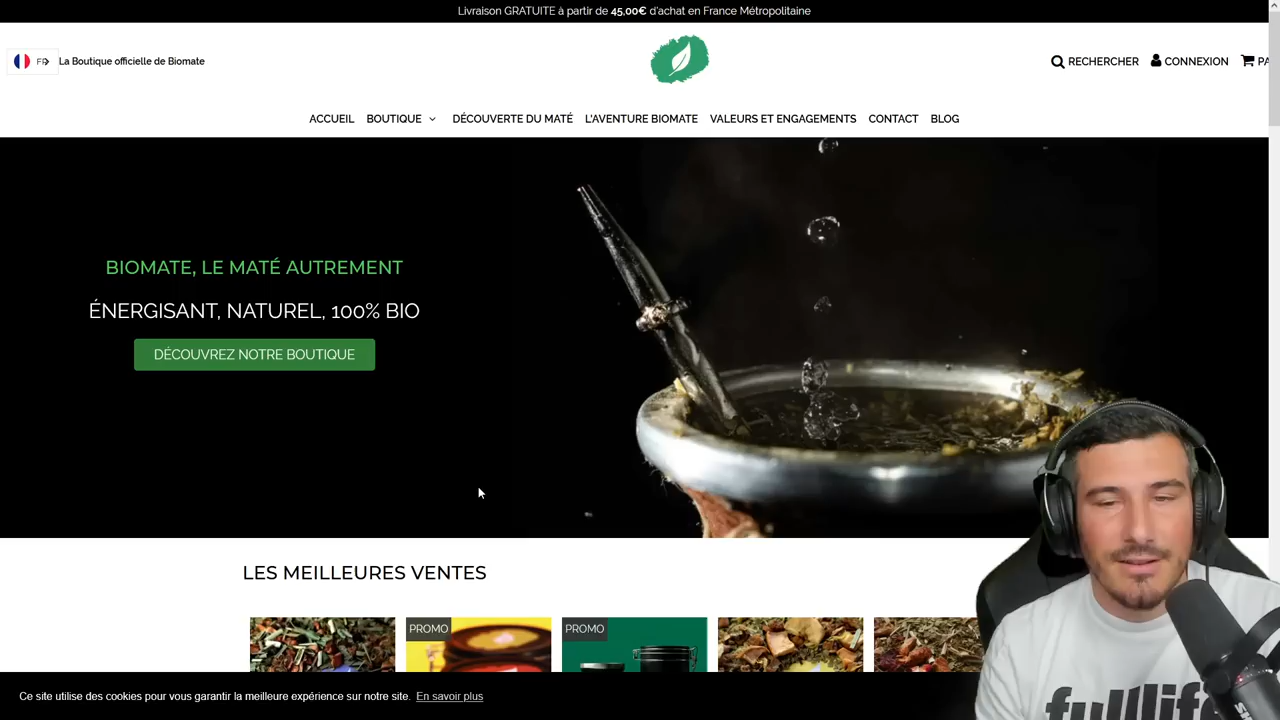 Livraison GRATUITE à partir de 45,00€ d'achat en France Métropolitaine
FR
La Boutique officielle de Biomate
RECHERCHER
CONNEXION
PA
ACCUEIL
BOUTIQUE
DÉCOUVERTE DU MATÉ
L'AVENTURE BIOMATE
VALEURS ET ENGAGEMENTS
CONTACT
BLOG
BIOMATE, LE MATÉ AUTREMENT
ÉNERGISANT, NATUREL, 100% BIO
DÉCOUVREZ NOTRE BOUTIQUE
LES MEILLEURES VENTES
PROMO
PROMO
Ce site utilise des cookies pour vous garantir la meilleure expérience sur notre site. En savoir plus